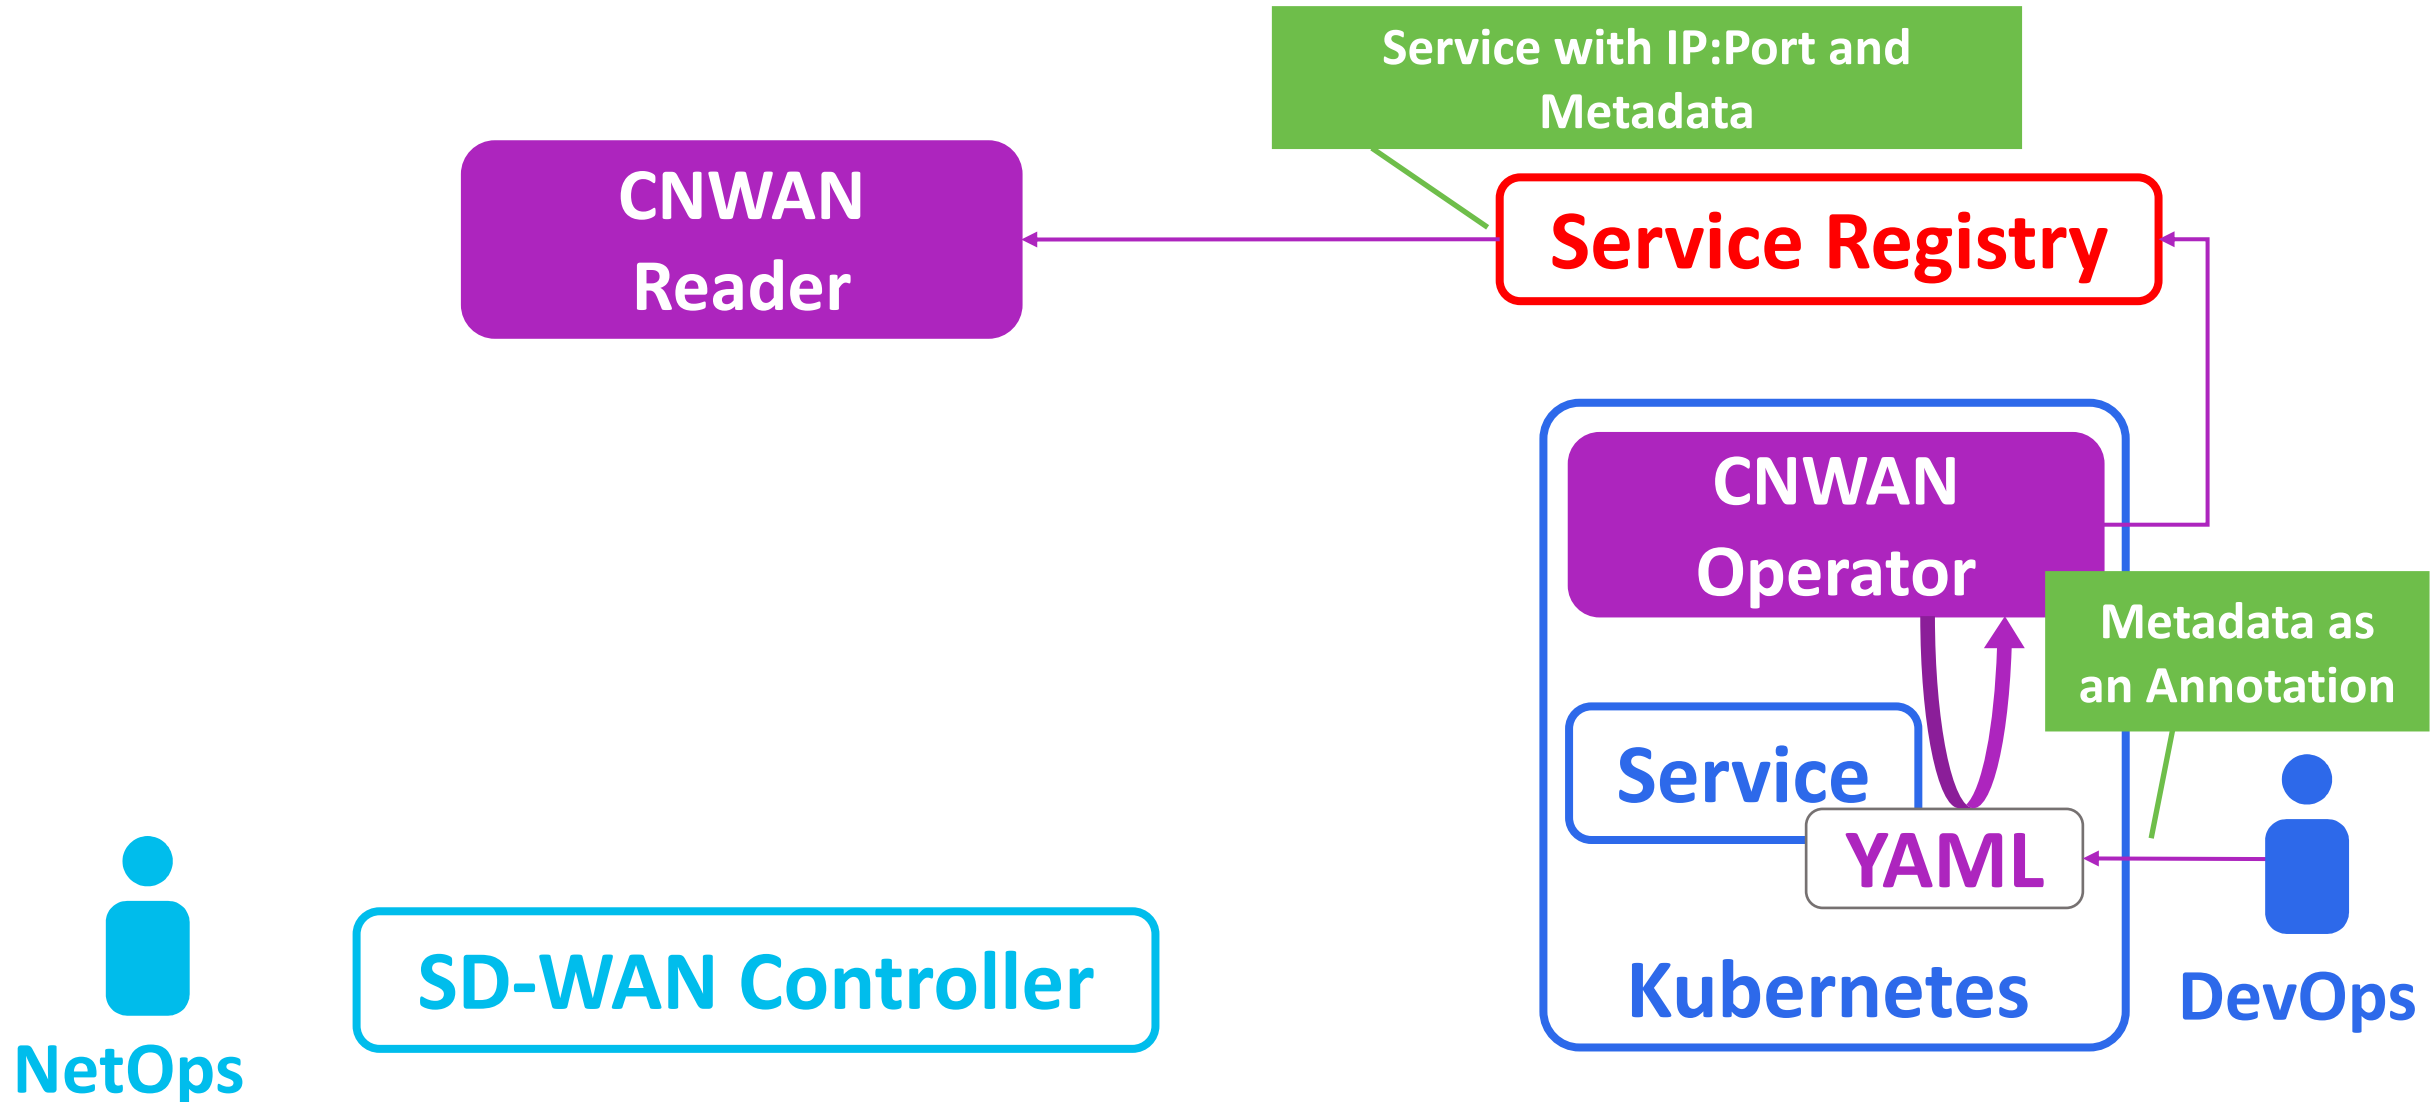 Service with IP:Port and
Metadata
CNWAN
Reader
Service Registry
CNWAN
Operator
Metadata as
an Annotation
Service
YAML
SD-WAN Controller
Kubernetes
DevOps
NetOps